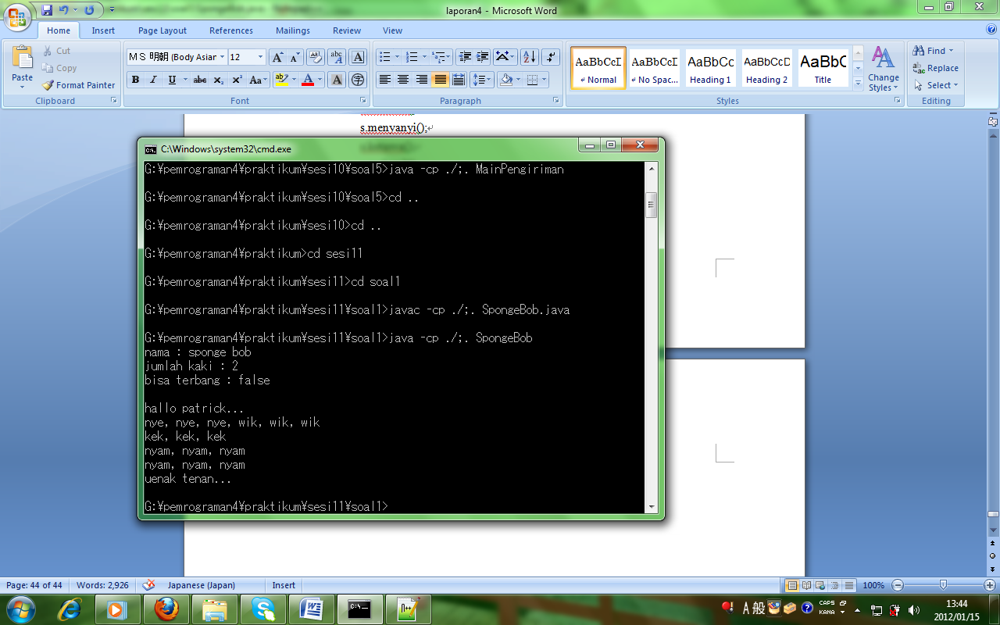 laporan4 - Microsoft Word
Home Insert Page Layout References Mailings Review View
Paste
Cut
Copy
Format Painter
Clipboard
MS 明朝 (Body Asian 12
Font
Paragraph
AaBbCcD AaBbCcD AaBbCc AaBbCcD AaBbC
↵ Normal ↵ No Spac... Heading 1 Heading 2 Title
Change
Styles
Styles
Find
Replace
Select
Editing
s.menyanyi();
C:\Windows\system32\cmd.exe
G:¥pemrograman4¥praktikum¥sesi10¥soal5>java -cp ./;. MainPengiriman
G:¥pemrograman4¥praktikum¥sesi10¥soal5>cd ..
G:¥pemrograman4¥praktikum¥sesi10>cd ..
G:¥pemrograman4¥praktikum>cd sesi11
G:¥pemrograman4¥praktikum¥sesi11>cd soal1
G:¥pemrograman4¥praktikum¥sesi11¥soal1>javac -cp ./;. SpongeBob.java
G:¥pemrograman4¥praktikum¥sesi11¥soal1>java -cp ./;. SpongeBob
nama : sponge bob
jumlah kaki : 2
bisa terbang : false
hallo patrick...
nye, nye, nye, wik, wik, wik
kek, kek, kek
nyam, nyam, nyam
nyam, nyam, nyam
uenak tenan...
G:¥pemrograman4¥praktikum¥sesi11¥soal1>
Page: 44 of 44 Words: 2,926 Japanese (Japan) Insert 100%
A 般 CAPS
KANA
13:44
2012/01/15